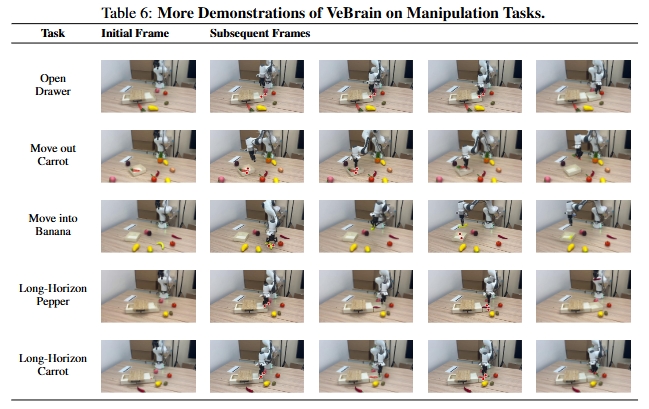 Table 6: More Demonstrations of VeBrain on Manipulation Tasks.
Task Initial Frame Subsequent Frames
Open
Drawer
Move out
Carrot
Move into
Banana
Long-Horizon
Pepper
Long-Horizon
Carrot